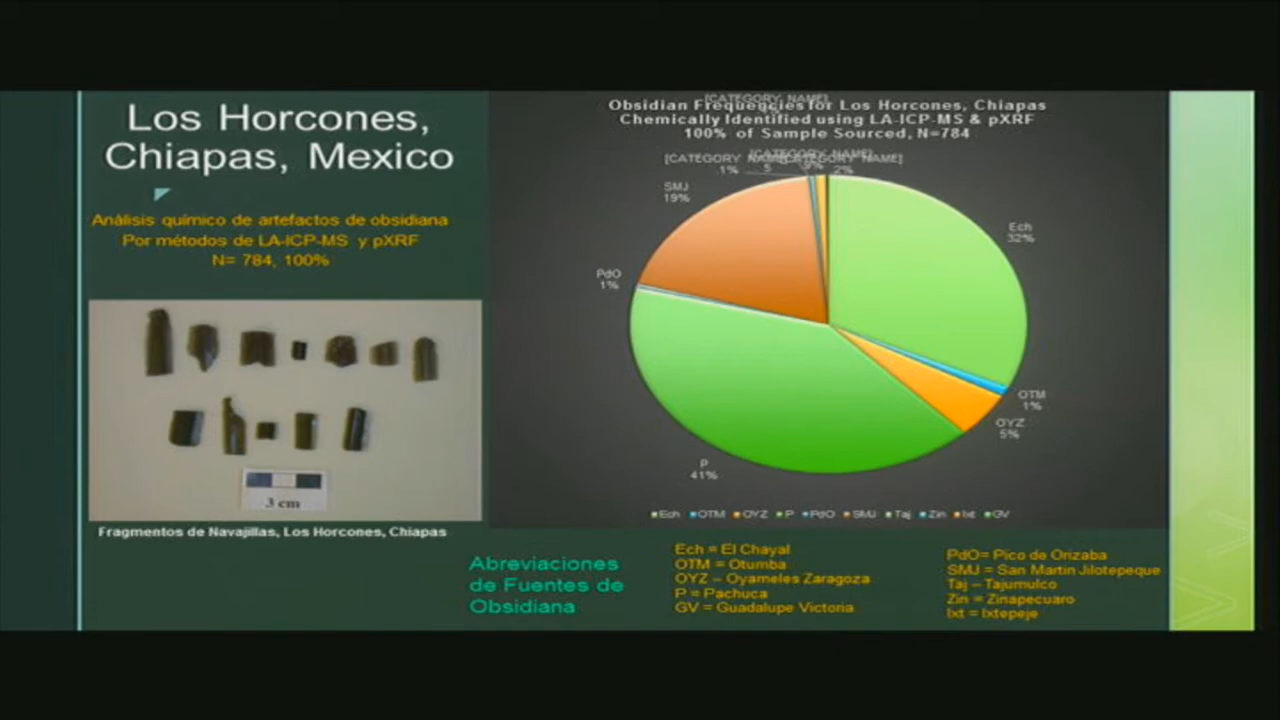 Los Horcones,
Chiapas, Mexico
Análisis químico de artefactos de obsidiana
Por métodos de LA-ICP-MS y pXRF
N= 784, 100%
3 cm
Fragmentos de Navajillas, Los Horcones, Chiapas
[CATEGORY NAME]
Obsidian Frequencies for Los Horcones, Chiapas
Chemically Identified using LA-ICP-MS & pXRF
100% of Sample Sourced, N=784
[CATEGORY NAME]
[CATEGORY NAME]
[CATEGORY NAME]
.1%
2%
SMJ
19%
Ech
32%
PdO
1%
OTM
1%
OYZ
5%
P
41%
Ech OTM OYZ P PdO SMJ Taj Zin Ixt GV
Abreviaciones
de Fuentes de
Obsidiana
Ech = El Chayal
OTM = Otumba
OYZ – Oyameles Zaragoza
P = Pachuca
GV = Guadalupe Victoria
PdO= Pico de Orizaba
SMJ = San Martin Jilotepeque
Taj – Tajumulco
Zin = Zinapecuaro
Ixt = Ixtepeje